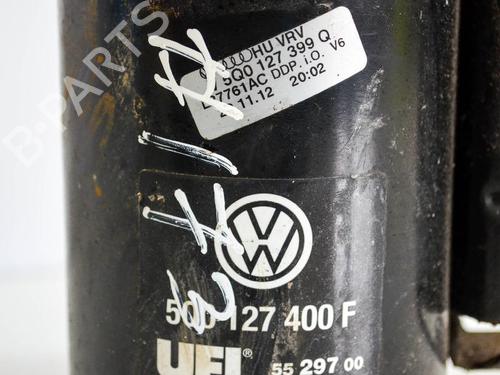 HU VRV
5Q0 127 399 Q
7761AC DDP. i.O. V6
11.12 20:02
5Q0 127 400 F
UFI ® 55 297 00
B-PARTS